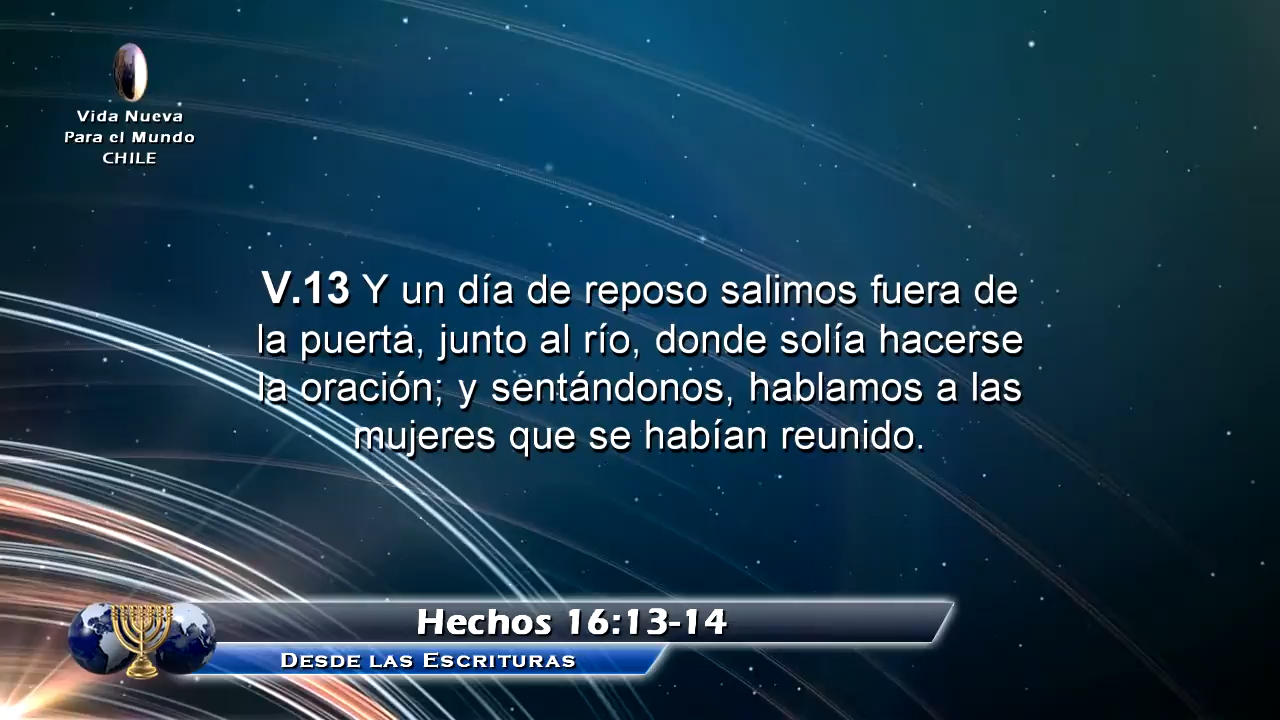 Vida Nueva
Para el Mundo
CHILE
V.13 Y un día de reposo salimos fuera de
la puerta, junto al río, donde solía hacerse
la oración; y sentándonos, hablamos a las
mujeres que se habían reunido.
Hechos 16:13-14
DESDE LAS ESCRITURAS